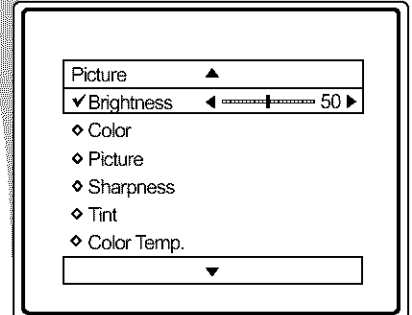 Picture ▲
✔Brightness ◀ 50 ▶
◆ Color
◆ Picture
◆ Sharpness
◆ Tint
◆ Color Temp.
▼